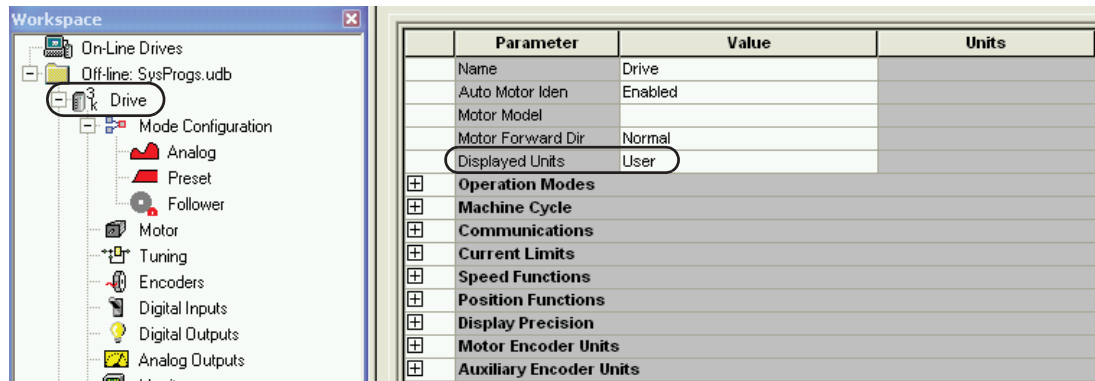 Workspace
On-Line Drives
Off-line: SysProgs.udb
3k Drive
Mode Configuration
Analog
Preset
Follower
Motor
Tuning
Encoders
Digital Inputs
Digital Outputs
Analog Outputs
Parameter Value Units
Name Drive
Auto Motor Iden Enabled
Motor Model
Motor Forward Dir Normal
Displayed Units User
Operation Modes
Machine Cycle
Communications
Current Limits
Speed Functions
Position Functions
Display Precision
Motor Encoder Units
Auxiliary Encoder Units